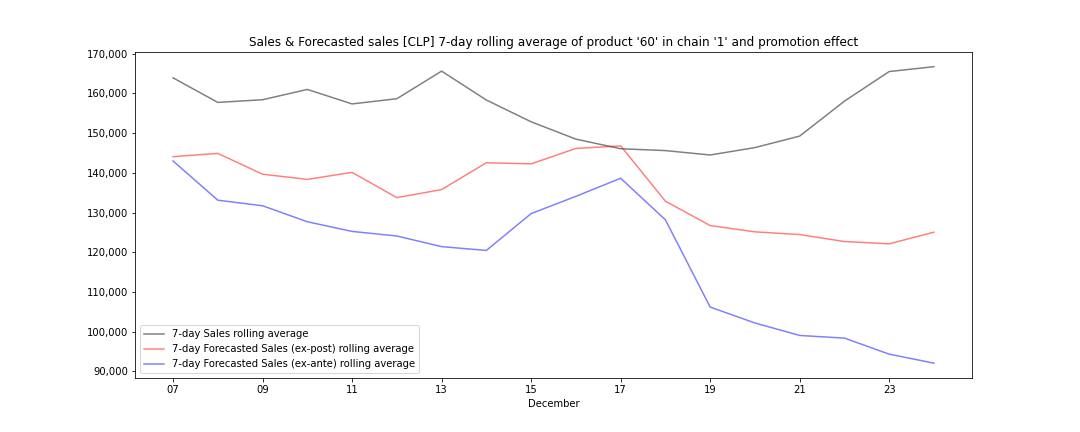 Sales & Forecasted sales [CLP] 7-day rolling average of product '60' in chain '1' and promotion effect
170,000
160,000
150,000
140,000
130,000
120,000
110,000
100,000
90,000
7-day Sales rolling average
7-day Forecasted Sales (ex-post) rolling average
7-day Forecasted Sales (ex-ante) rolling average
07 09 11 13 15 17 19 21 23
December